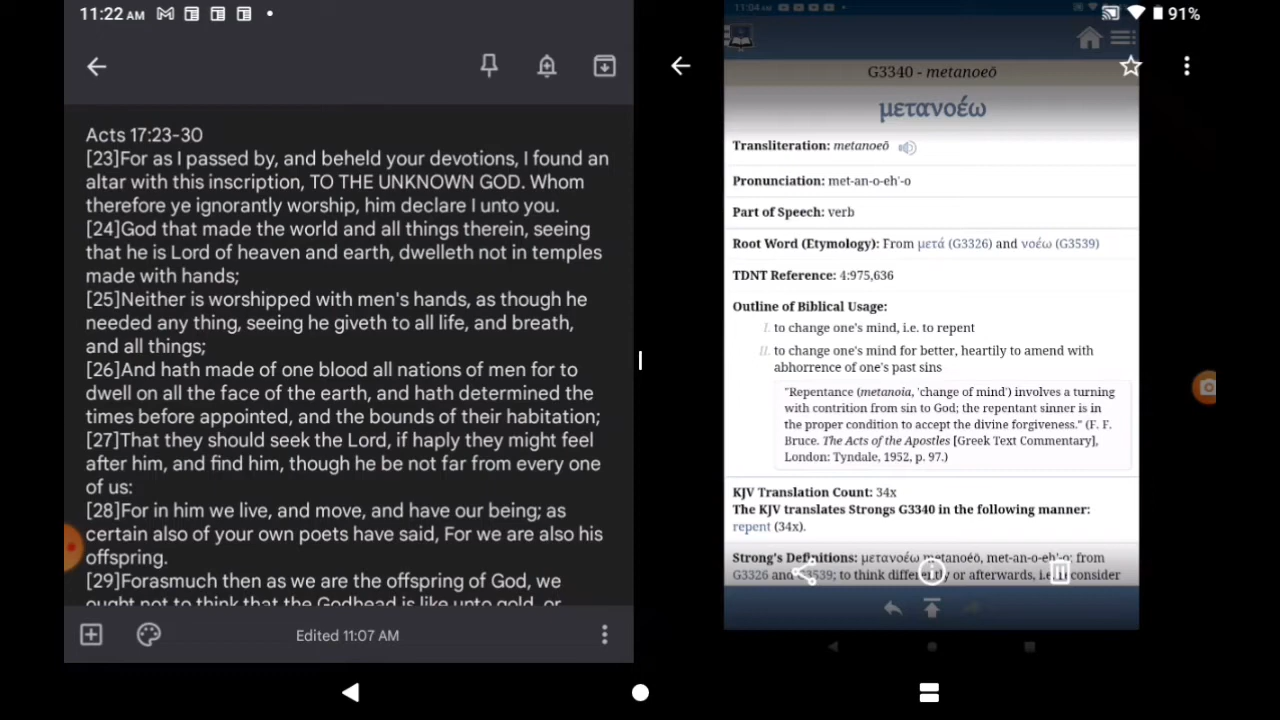 11:22 AM
91%
Acts 17:23-30
[23]For as I passed by, and beheld your devotions, I found an
altar with this inscription, TO THE UNKNOWN GOD. Whom
therefore ye ignorantly worship, him declare I unto you.
[24]God that made the world and all things therein, seeing
that he is Lord of heaven and earth, dwelleth not in temples
made with hands;
[25]Neither is worshipped with men's hands, as though he
needed any thing, seeing he giveth to all life, and breath,
and all things;
[26]And hath made of one blood all nations of men for to
dwell on all the face of the earth, and hath determined the
times before appointed, and the bounds of their habitation;
[27]That they should seek the Lord, if haply they might feel
after him, and find him, though he be not far from every one
of us:
[28]For in him we live, and move, and have our being; as
certain also of your own poets have said, For we are also his
offspring.
[29]Forasmuch then as we are the offspring of God, we
ought not to think that the Godhead is like unto gold, or
Edited 11:07 AM
11:04 AM
G3340 - metanoeō
μετανοέω
Transliteration: metanoeō
Pronunciation: met-an-o-eh'-o
Part of Speech: verb
Root Word (Etymology): From μετά (G3326) and νοέω (G3539)
TDNT Reference: 4:975,636
Outline of Biblical Usage:
I. to change one's mind, i.e. to repent
II. to change one's mind for better, heartily to amend with
abhorrence of one's past sins
"Repentance (metanoia, 'change of mind') involves a turning
with contrition from sin to God; the repentant sinner is in
the proper condition to accept the divine forgiveness." (F. F.
Bruce. The Acts of the Apostles [Greek Text Commentary],
London: Tyndale, 1952, p. 97.)
KJV Translation Count: 34x
The KJV translates Strongs G3340 in the following manner:
repent (34x).
Strong's Definitions: μετανοέω metanoéō, met-an-o-eh'-o; from
G3326 and G3539; to think differently or afterwards, i.e. consider